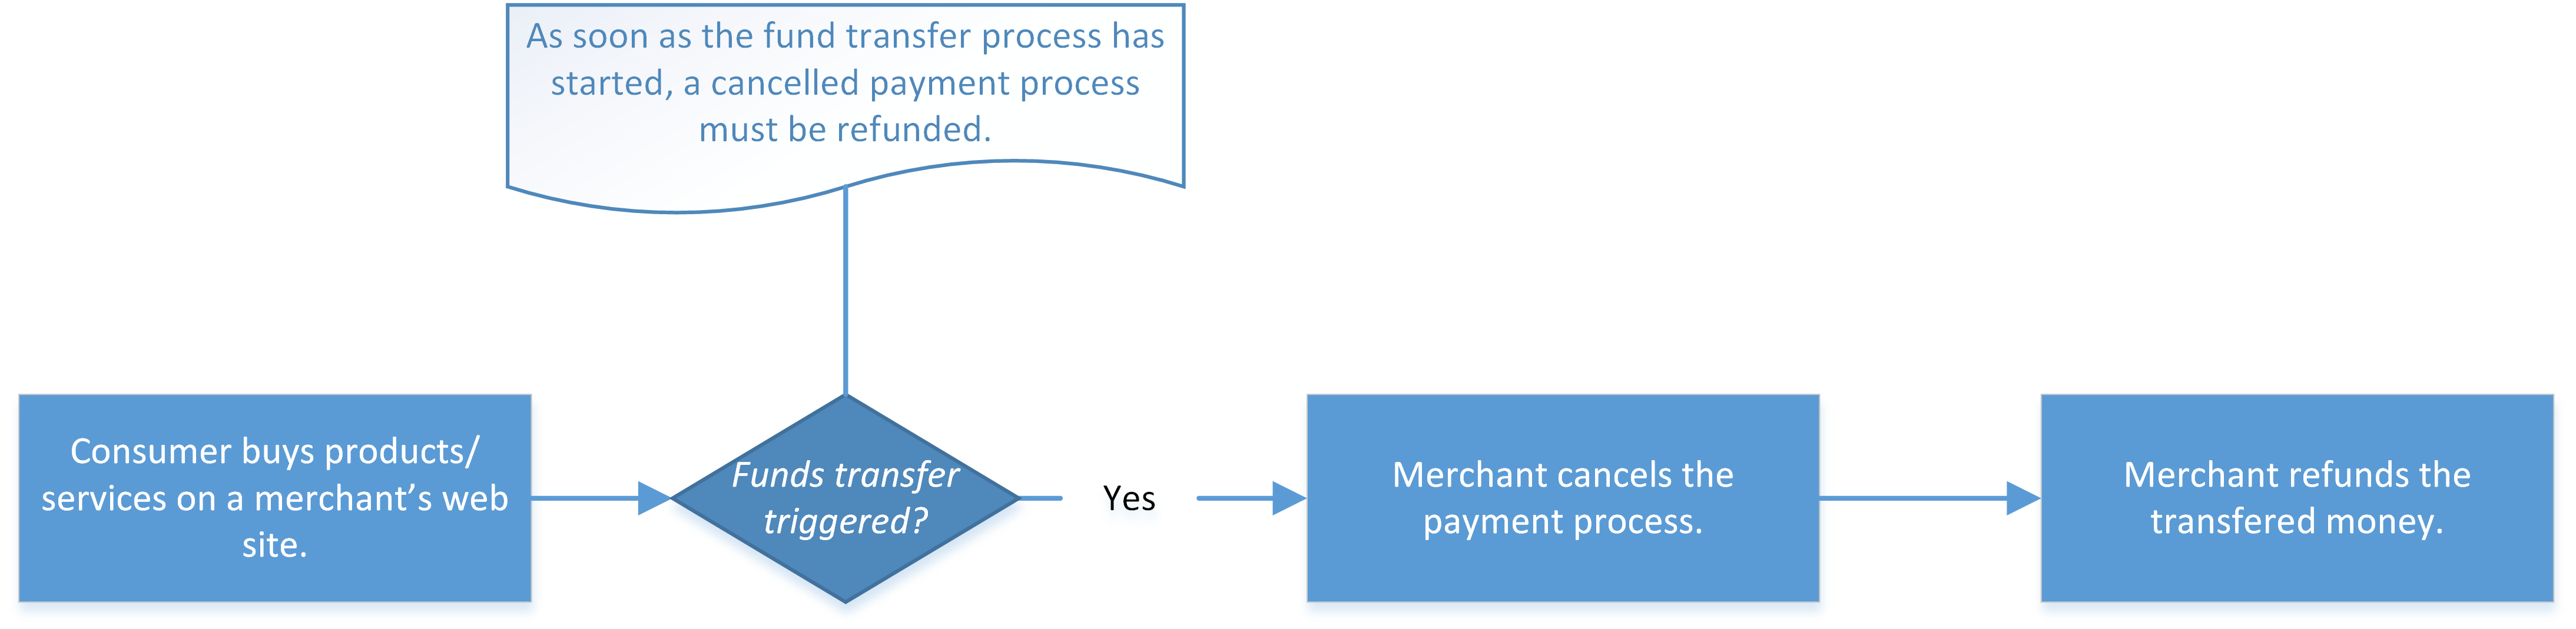 As soon as the fund transfer process has
started, a cancelled payment process
must be refunded.
Consumer buys products/
services on a merchant’s web
site.
Funds transfer
triggered?
Yes
Merchant cancels the
payment process.
Merchant refunds the
transfered money.